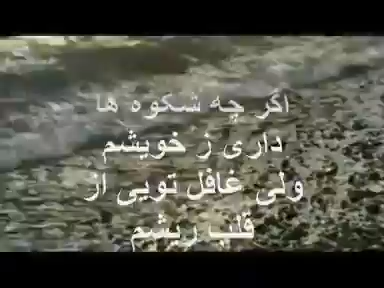 اگر چه شکوه ها
داری ز خویشم
ولی غافل تویی از
قلب ریشم